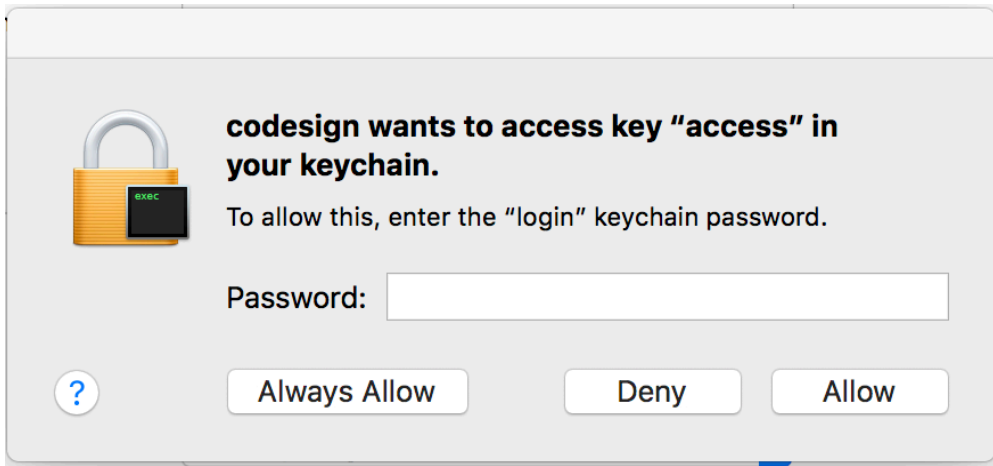 codesign wants to access key “access” in
your keychain.
exec
To allow this, enter the “login” keychain password.
Password:
?
Always Allow
Deny
Allow